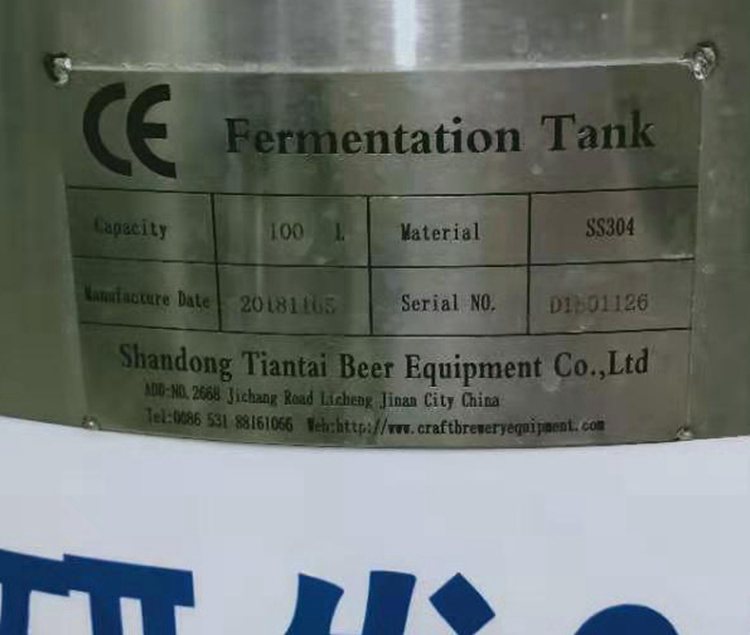 CE Fermentation Tank
Capacity 100 L Material SS304
Manufacture Date Serial NO.
Shandong Tiantai Beer Equipment Co.,Ltd
ADD-NO. 2668 Jichang Road Licheng Jinan City China
Tel:0086 531 88161066 Web:http://www.craftbreweryequipment.com